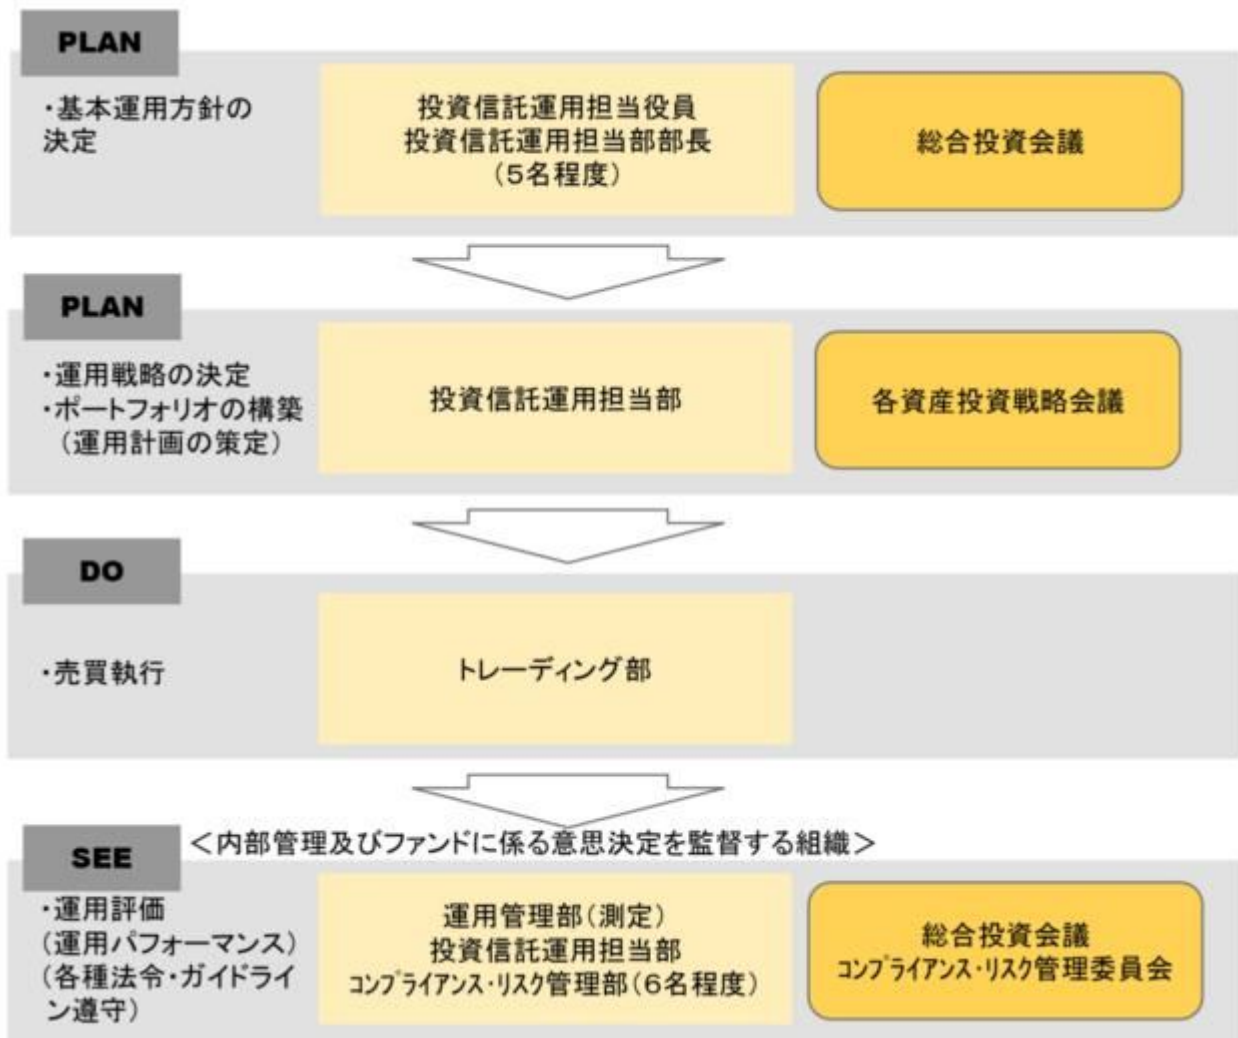 PLAN
・基本運用方針の
決定
投資信託運用担当役員
投資信託運用担当部部長
(5名程度)
総合投資会議
PLAN
・運用戦略の決定
・ポートフォリオの構築
(運用計画の策定)
投資信託運用担当部
各資産投資戦略会議
DO
・売買執行
トレーディング部
SEE
＜内部管理及びファンドに係る意思決定を監督する組織＞
・運用評価
(運用パフォーマンス)
(各種法令・ガイドライ
ン遵守)
運用管理部(測定)
投資信託運用担当部
コンプライアンス・リスク管理部(6名程度)
総合投資会議
コンプライアンス・リスク管理委員会